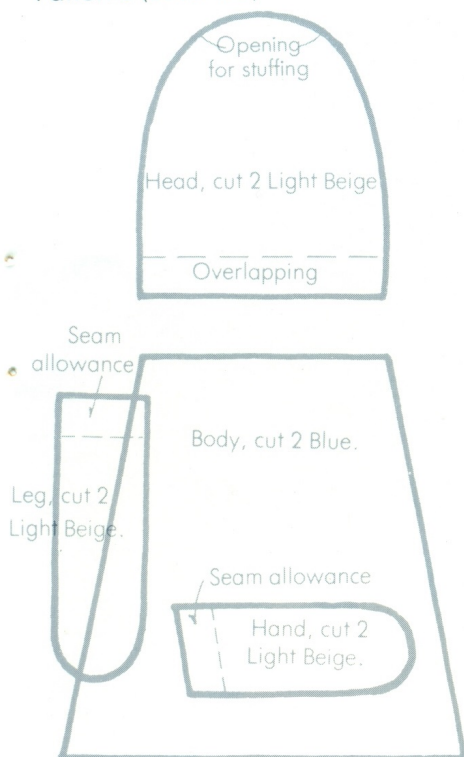 Opening
for stuffing
Head, cut 2 Light Beige
Overlapping
Seam
allowance
Body, cut 2 Blue.
Leg, cut 2
Light Beige.
Seam allowance
Hand, cut 2
Light Beige.